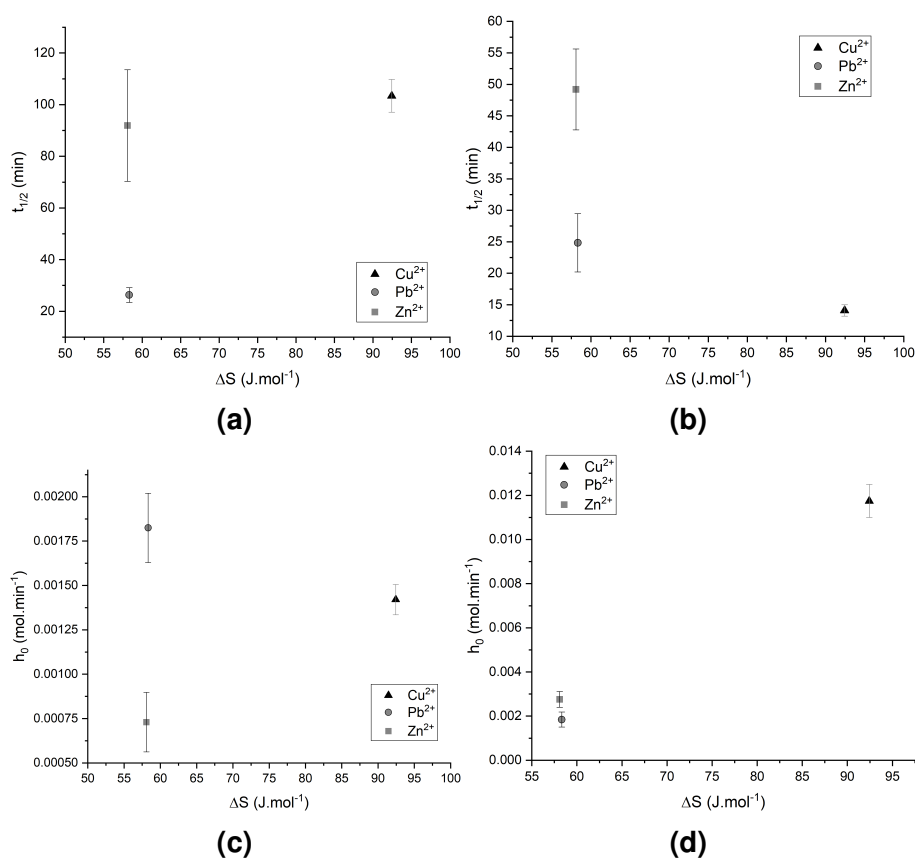 120
100
80
60
40
20
t1/2 (min)
50 55 60 65 70 75 80 85 90 95 100
ΔS (J.mol-1)
Cu2+
Pb2+
Zn2+
(a)
60
55
50
45
40
35
30
25
20
15
10
t1/2 (min)
50 55 60 65 70 75 80 85 90 95 100
ΔS (J.mol-1)
Cu2+
Pb2+
Zn2+
(b)
0.00200
0.00175
0.00150
0.00125
0.00100
0.00075
0.00050
h0 (mol.min-1)
50 55 60 65 70 75 80 85 90 95 100
ΔS (J.mol-1)
Cu2+
Pb2+
Zn2+
(c)
0.014
0.012
0.010
0.008
0.006
0.004
0.002
0.000
h0 (mol.min-1)
55 60 65 70 75 80 85 90 95
ΔS (J.mol-1)
Cu2+
Pb2+
Zn2+
(d)